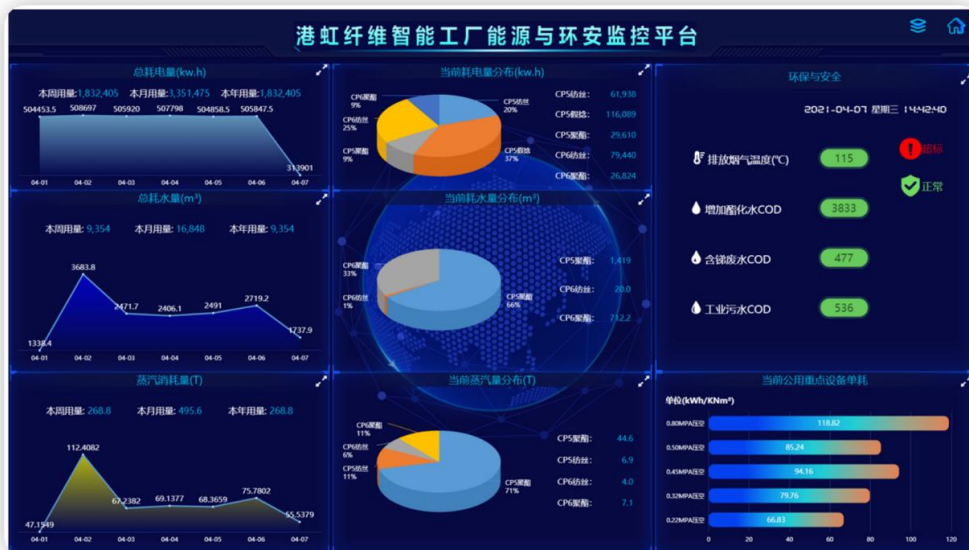 港虹纤维智能工厂能源与环安监控平台
总耗电量(kw.h)
本周用量:1,832,405 本月用量:3,351,475 本年用量:1,832,405
504453.5 508697 505920 507798 504858.5 505847.5 313901
04-01 04-02 04-03 04-04 04-05 04-06 04-07
当前耗电量分布(kw.h)
CP6聚酯 9%
CP6纺丝 25%
CP5聚酯 9%
CP5纺丝 20%
CP5假捻 37%
CP5纺丝: 61,938
CP5假捻: 116,089
CP5聚酯: 29,610
CP6纺丝: 79,440
CP6聚酯: 26,824
环保与安全
2021-04-07 星期三 14:42:40
排放烟气温度(℃) 115
超标
正常
增加酯化水COD 3833
含锑废水COD 477
工业污水COD 536
总耗水量(m³)
本周用量: 9,354 本月用量: 16,848 本年用量: 9,354
1338.4 3683.8 2471.7 2406.1 2491 2719.2 1737.9
04-01 04-02 04-03 04-04 04-05 04-06 04-07
当前耗水量分布(m³)
CP6聚酯 33%
CP6纺丝 1%
CP5聚酯 66%
CP5聚酯: 1,419
CP6纺丝: 20.0
CP6聚酯: 712.2
蒸汽消耗量(T)
本周用量: 268.8 本月用量: 495.6 本年用量: 268.8
47.1549 112.4082 67.2382 69.1377 68.3659 75.7802 55.5379
04-01 04-02 04-03 04-04 04-05 04-06 04-07
当前蒸汽量分布(T)
CP6聚酯 11%
CP6纺丝 6%
CP5纺丝 11%
CP5聚酯 71%
CP5聚酯: 44.6
CP5纺丝: 6.9
CP6纺丝: 4.0
CP6聚酯: 7.1
当前公用重点设备单耗
单位(kWh/KNm³)
0.80MPA压空 118.82
0.50MPA压空 85.24
0.45MPA压空 94.16
0.32MPA压空 79.76
0.22MPA压空 66.83
0 20 40 60 80 100 120